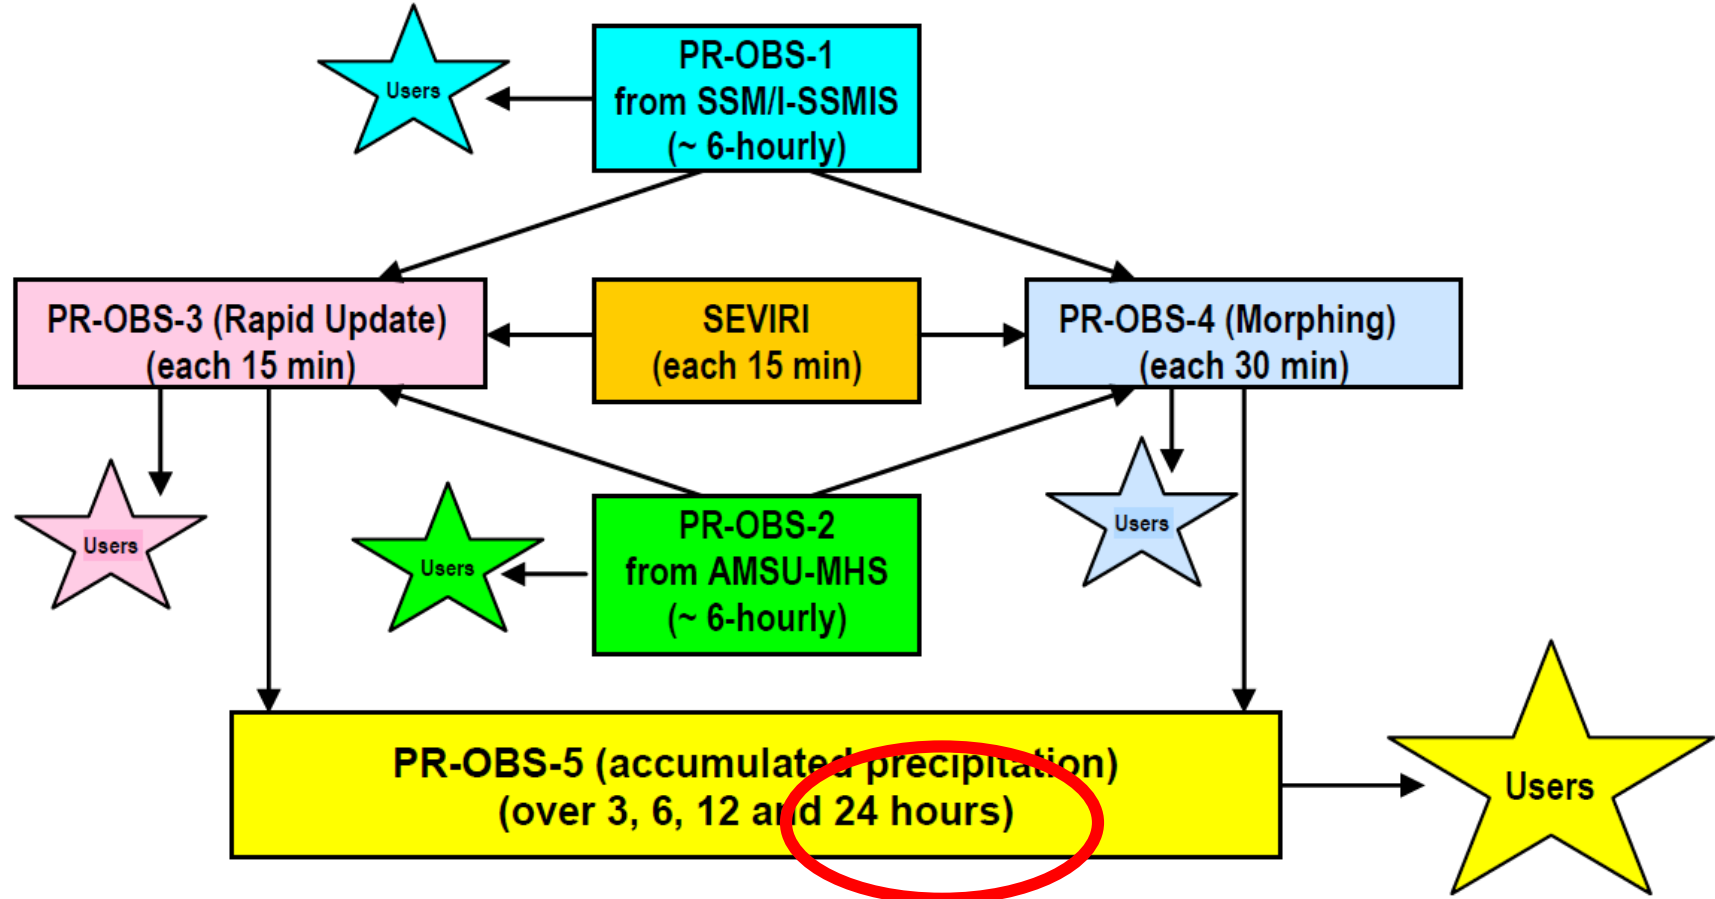 Users
PR-OBS-1
from SSM/I-SSMIS
(~ 6-hourly)
PR-OBS-3 (Rapid Update)
(each 15 min)
SEVIRI
(each 15 min)
PR-OBS-4 (Morphing)
(each 30 min)
Users
Users
PR-OBS-2
from AMSU-MHS
(~ 6-hourly)
Users
PR-OBS-5 (accumulated precipitation)
(over 3, 6, 12 and 24 hours)
Users